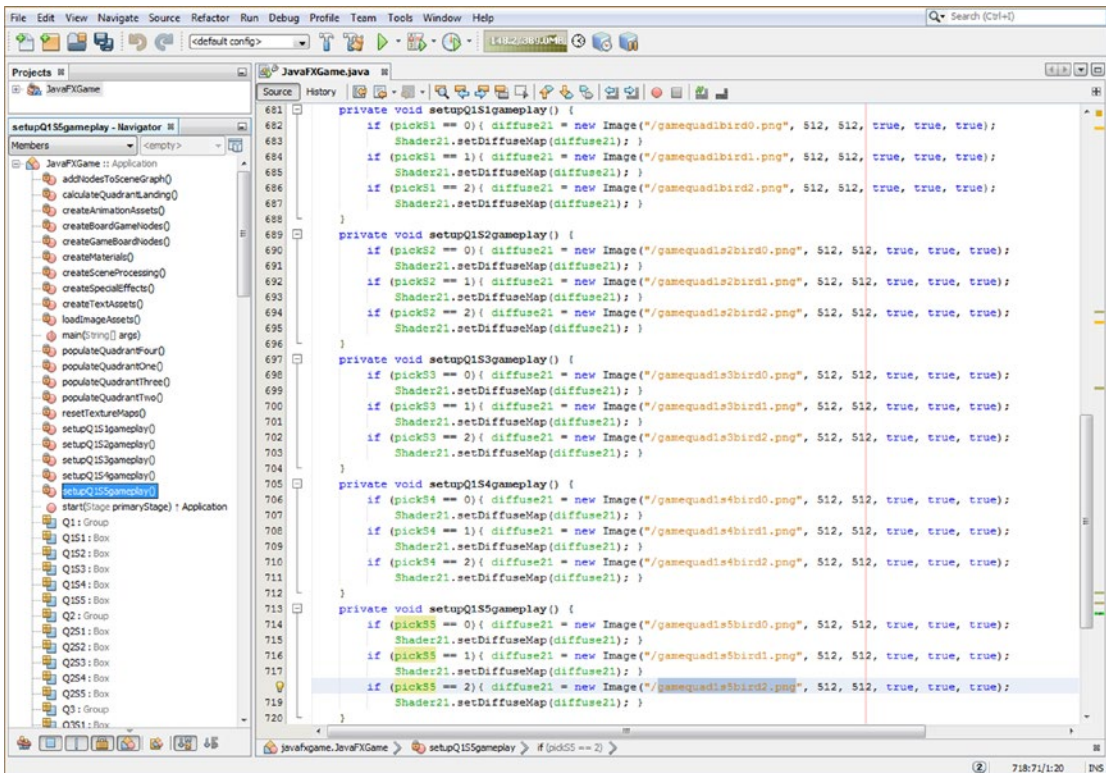 File Edit View Navigate Source Refactor Run Debug Profile Team Tools Window Help
Search (Ctrl+I)
<default config>
Projects
JavaFXGame
setupQ1S5gameplay - Navigator
Members
<empty>
JavaFXGame :: Application
addNodesToSceneGraph()
calculateQuadrantLanding()
createAnimationAssets()
createBoardGameNodes()
createGameBoardNodes()
createMaterials()
createSceneProcessing()
createSpecialEffects()
createTextAssets()
loadImageAssets()
main(String[] args)
populateQuadrantFour()
populateQuadrantOne()
populateQuadrantThree()
populateQuadrantTwo()
resetTextureMaps()
setupQ1S1gameplay()
setupQ1S2gameplay()
setupQ1S3gameplay()
setupQ1S4gameplay()
setupQ1S5gameplay()
start(Stage primaryStage) ↑ Application
Q1 : Group
Q1S1 : Box
Q1S2 : Box
Q1S3 : Box
Q1S4 : Box
Q1S5 : Box
Q2 : Group
Q2S1 : Box
Q2S2 : Box
Q2S3 : Box
Q2S4 : Box
Q2S5 : Box
Q3 : Group
Q3S1 : Box
JavaFXGame.java
Source History
681 private void setupQ1S1gameplay() {
682 if (pickS1 == 0){ diffuse21 = new Image("/gamequad1bird0.png", 512, 512, true, true, true);
683 Shader21.setDiffuseMap(diffuse21); }
684 if (pickS1 == 1){ diffuse21 = new Image("/gamequad1bird1.png", 512, 512, true, true, true);
685 Shader21.setDiffuseMap(diffuse21); }
686 if (pickS1 == 2){ diffuse21 = new Image("/gamequad1bird2.png", 512, 512, true, true, true);
687 Shader21.setDiffuseMap(diffuse21); }
688 }
689 private void setupQ1S2gameplay() {
690 if (pickS2 == 0){ diffuse21 = new Image("/gamequad1s2bird0.png", 512, 512, true, true, true);
691 Shader21.setDiffuseMap(diffuse21); }
692 if (pickS2 == 1){ diffuse21 = new Image("/gamequad1s2bird1.png", 512, 512, true, true, true);
693 Shader21.setDiffuseMap(diffuse21); }
694 if (pickS2 == 2){ diffuse21 = new Image("/gamequad1s2bird2.png", 512, 512, true, true, true);
695 Shader21.setDiffuseMap(diffuse21); }
696 }
697 private void setupQ1S3gameplay() {
698 if (pickS3 == 0){ diffuse21 = new Image("/gamequad1s3bird0.png", 512, 512, true, true, true);
699 Shader21.setDiffuseMap(diffuse21); }
700 if (pickS3 == 1){ diffuse21 = new Image("/gamequad1s3bird1.png", 512, 512, true, true, true);
701 Shader21.setDiffuseMap(diffuse21); }
702 if (pickS3 == 2){ diffuse21 = new Image("/gamequad1s3bird2.png", 512, 512, true, true, true);
703 Shader21.setDiffuseMap(diffuse21); }
704 }
705 private void setupQ1S4gameplay() {
706 if (pickS4 == 0){ diffuse21 = new Image("/gamequad1s4bird0.png", 512, 512, true, true, true);
707 Shader21.setDiffuseMap(diffuse21); }
708 if (pickS4 == 1){ diffuse21 = new Image("/gamequad1s4bird1.png", 512, 512, true, true, true);
709 Shader21.setDiffuseMap(diffuse21); }
710 if (pickS4 == 2){ diffuse21 = new Image("/gamequad1s4bird2.png", 512, 512, true, true, true);
711 Shader21.setDiffuseMap(diffuse21); }
712 }
713 private void setupQ1S5gameplay() {
714 if (pickS5 == 0){ diffuse21 = new Image("/gamequad1s5bird0.png", 512, 512, true, true, true);
715 Shader21.setDiffuseMap(diffuse21); }
716 if (pickS5 == 1){ diffuse21 = new Image("/gamequad1s5bird1.png", 512, 512, true, true, true);
717 Shader21.setDiffuseMap(diffuse21); }
if (pickS5 == 2){ diffuse21 = new Image("/gamequad1s5bird2.png", 512, 512, true, true, true);
719 Shader21.setDiffuseMap(diffuse21); }
720 }
javafxgame.JavaFXGame setupQ1S5gameplay if (pickS5 == 2)
2 718:71/1:20 INS